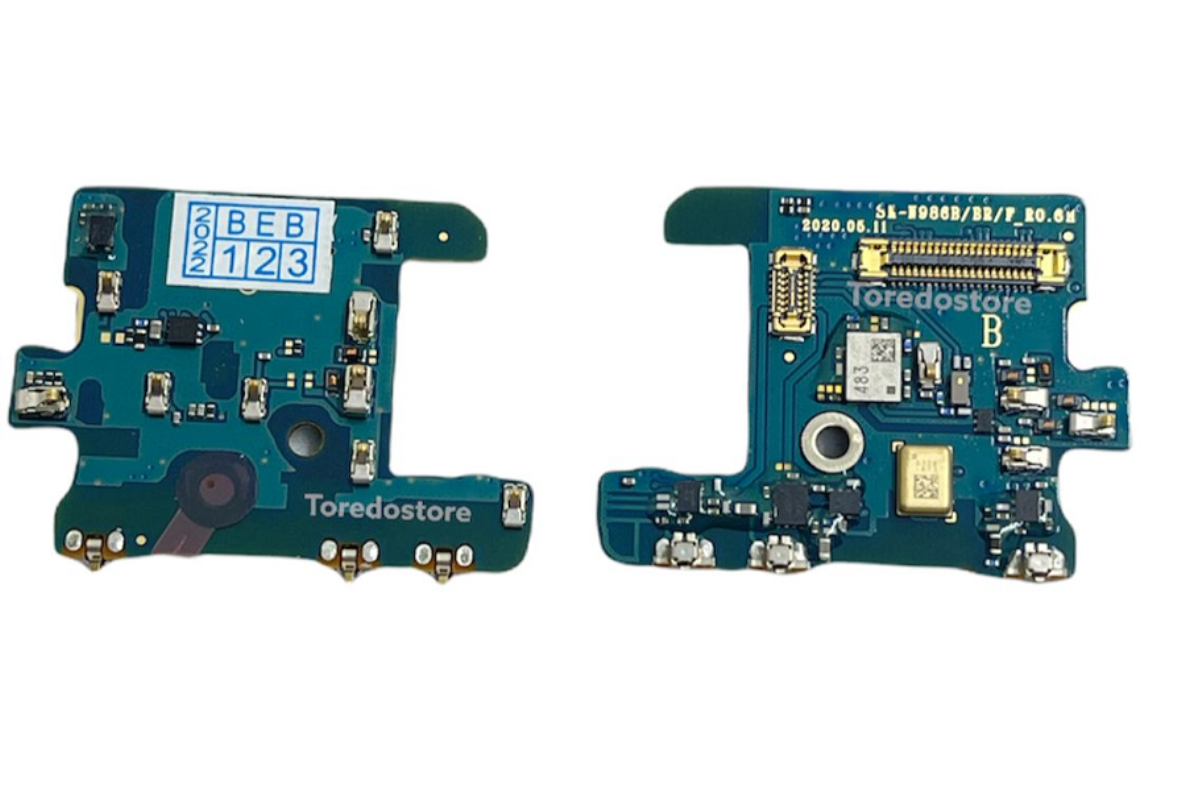 2022
BEB
123
Toredostore
SM-N986B/BR/F_R0.6M
2020.05.11
Toredostore
B
483